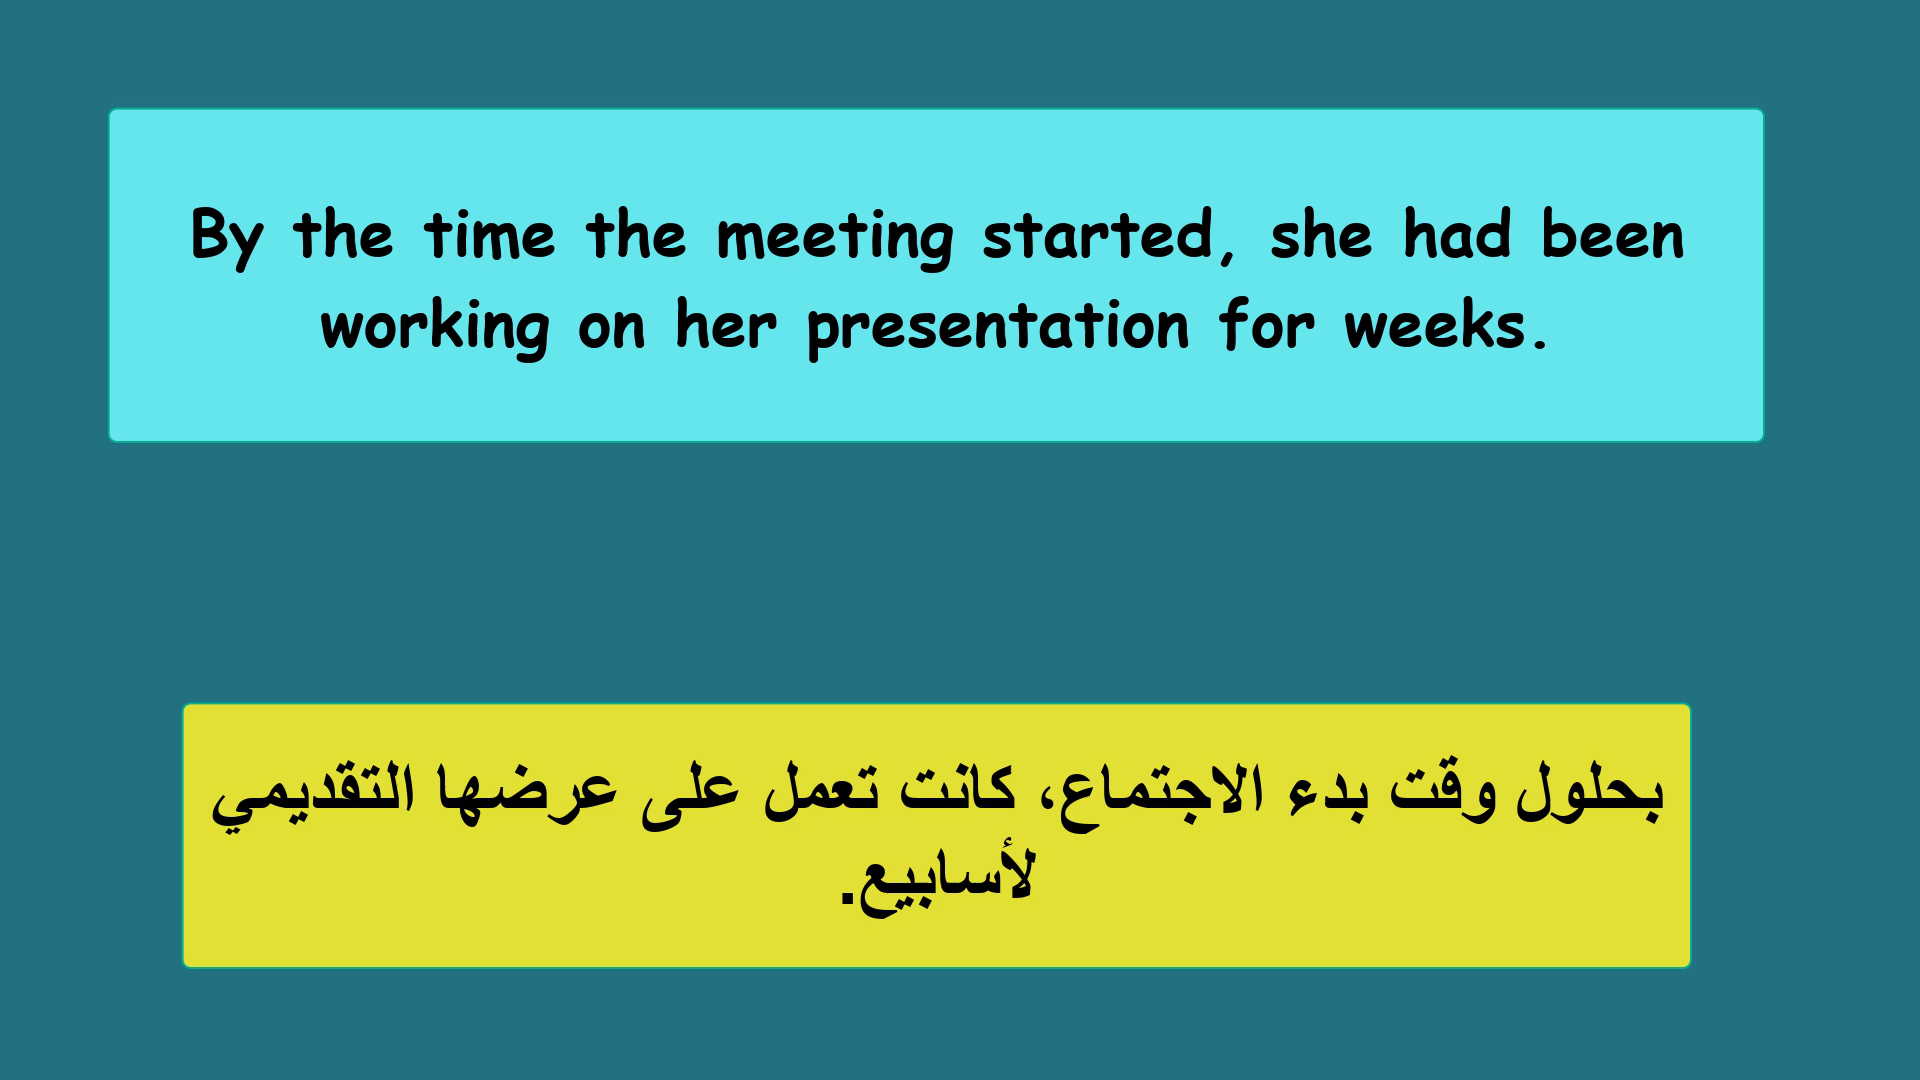 By the time the meeting started, she had been
working on her presentation for weeks.
بحلول وقت بدء الاجتماع، كانت تعمل على عرضها التقديمي
لأسابيع.